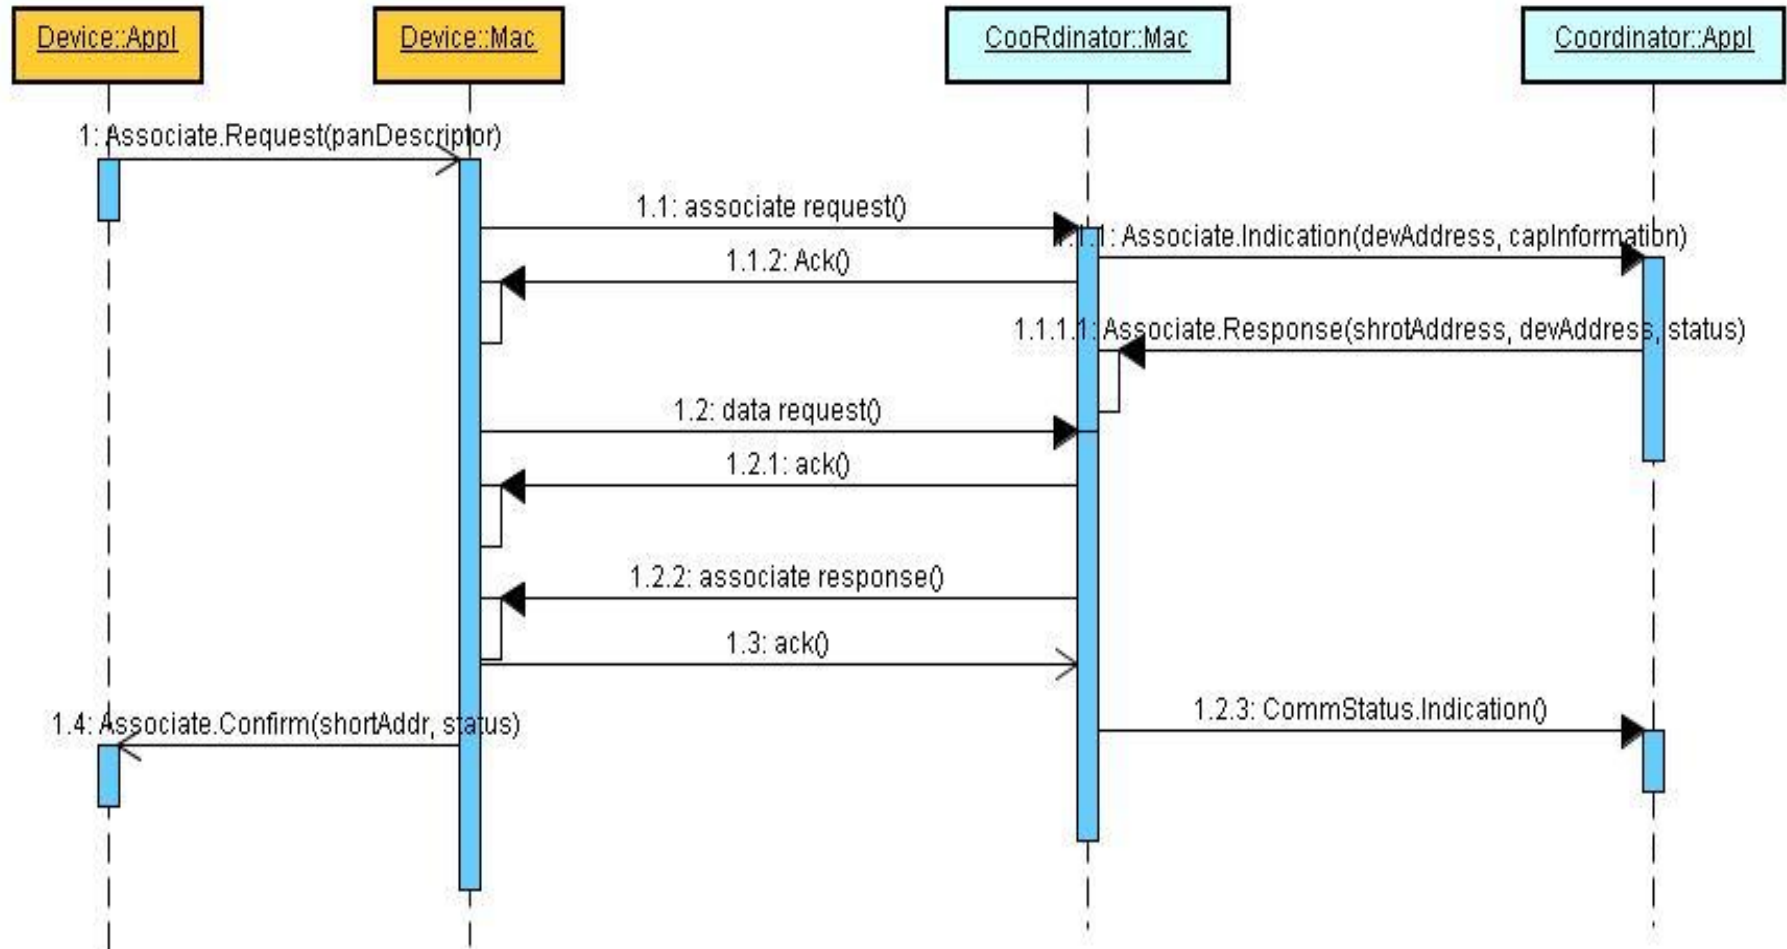 Device::Appl
Device::Mac
CooRdinator::Mac
Coordinator::Appl
1: Associate.Request(panDescriptor)
1.1: associate request()
1.1.1: Associate.Indication(devAddress, capInformation)
1.1.2: Ack()
1.1.1.1: Associate.Response(shrotAddress, devAddress, status)
1.2: data request()
1.2.1: ack()
1.2.2: associate response()
1.3: ack()
1.2.3: CommStatus.Indication()
1.4: Associate.Confirm(shortAddr, status)